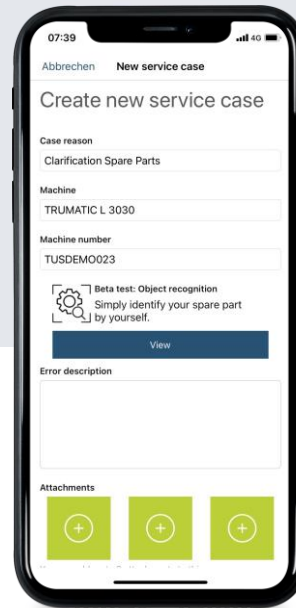 07:39
4G
Abbrechen New service case
Create new service case
Case reason
Clarification Spare Parts
Machine
TRUMATIC L 3030
Machine number
TUSDEMO023
Beta test: Object recognition
Simply identify your spare part
by yourself.
View
Error description
Attachments